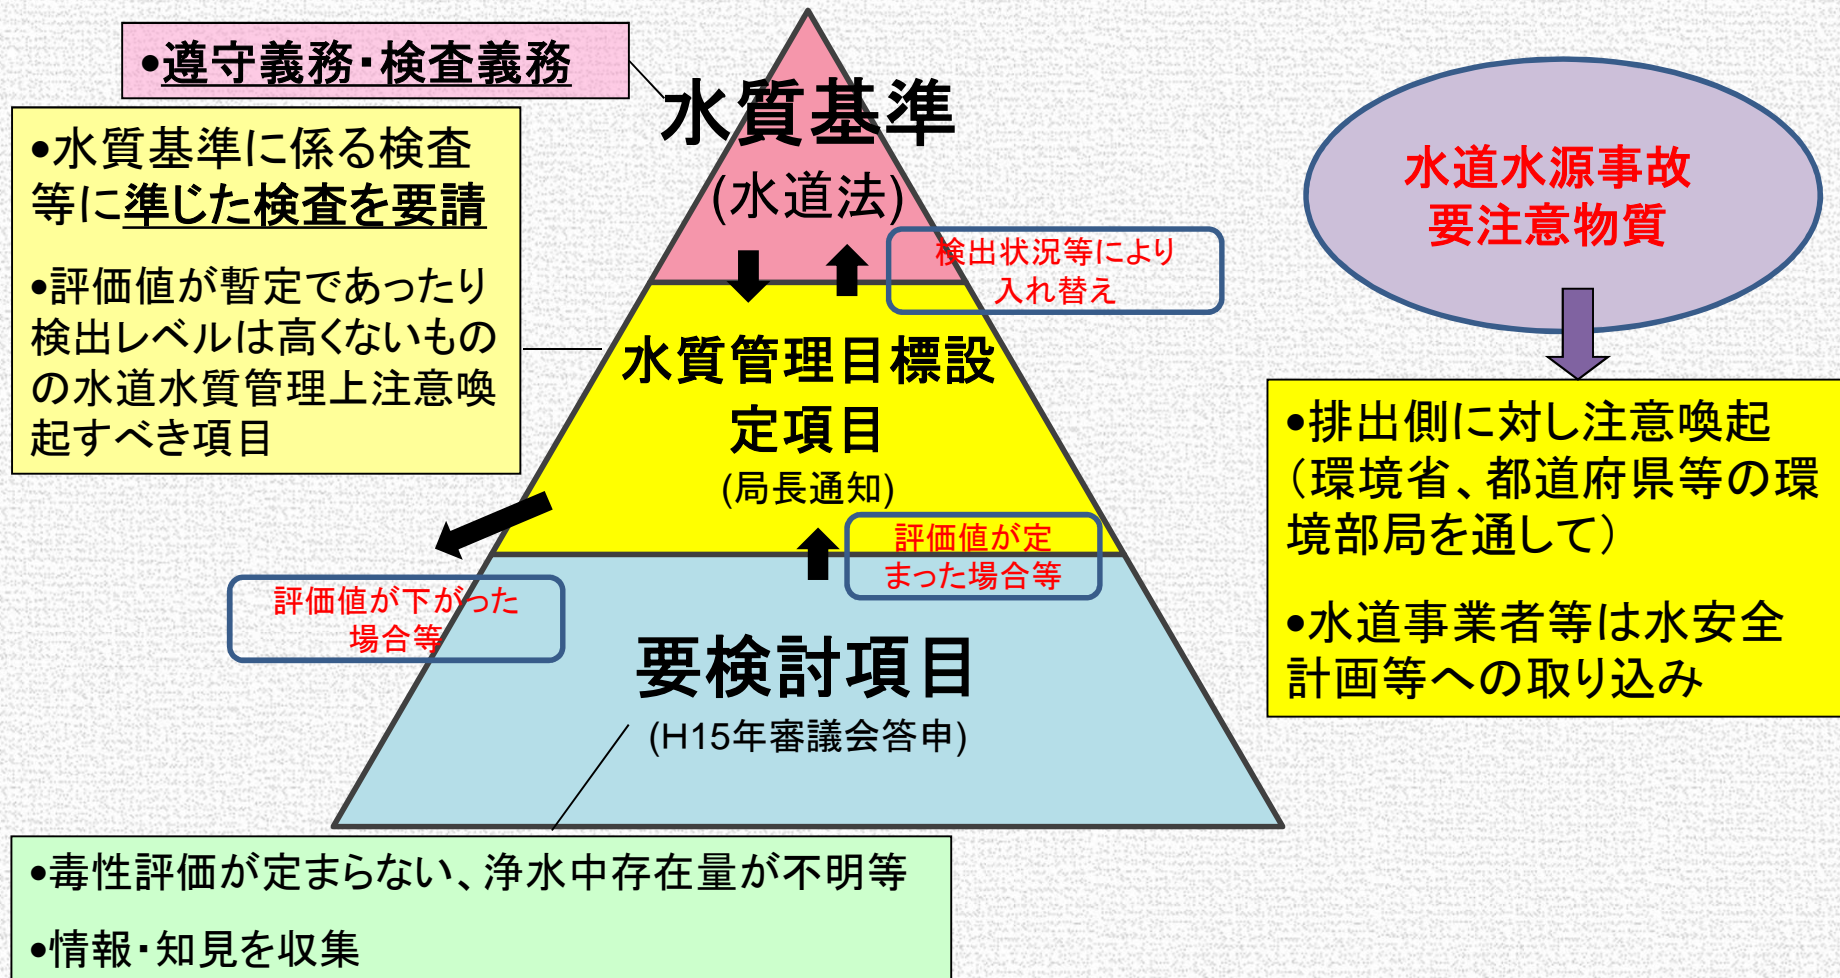 •遵守義務・検査義務
水質基準
(水道法)
•水質基準に係る検査
等に準じた検査を要請
•評価値が暫定であったり
検出レベルは高くないもの
の水道水質管理上注意喚
起すべき項目
検出状況等により
入れ替え
水質管理目標設
定項目
(局長通知)
評価値が定
まった場合等
評価値が下がった
場合等
要検討項目
(H15年審議会答申)
•毒性評価が定まらない、浄水中存在量が不明等
•情報・知見を収集
水道水源事故
要注意物質
•排出側に対し注意喚起
（環境省、都道府県等の環
境部局を通して）
•水道事業者等は水安全
計画等への取り込み